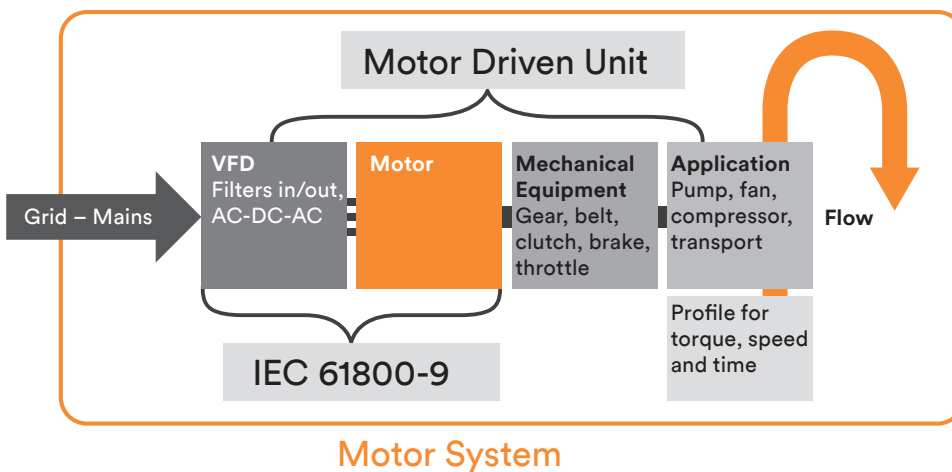 Motor Driven Unit
Grid – Mains
VFD
Filters in/out,
AC-DC-AC
Motor
Mechanical
Equipment
Gear, belt,
clutch, brake,
throttle
Application
Pump, fan,
compressor,
transport
Flow
Profile for
torque, speed
and time
IEC 61800-9
Motor System